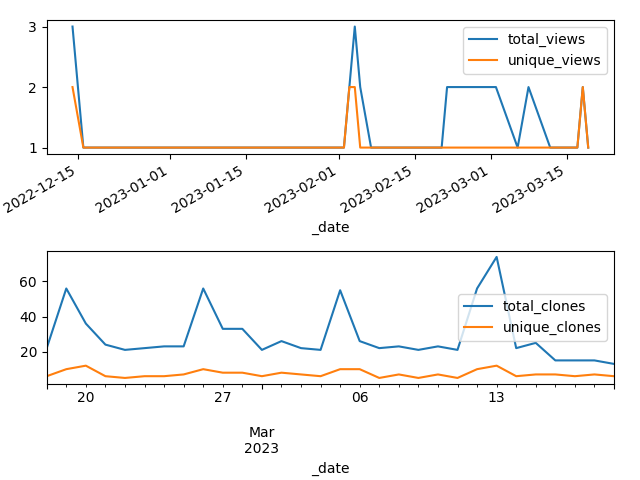 3
2
1
total_views
unique_views
2022-12-15
2023-01-01
2023-01-15
2023-02-01
2023-02-15
2023-03-01
2023-03-15
_date
60
40
20
total_clones
unique_clones
20
27
06
13
Mar
2023
_date